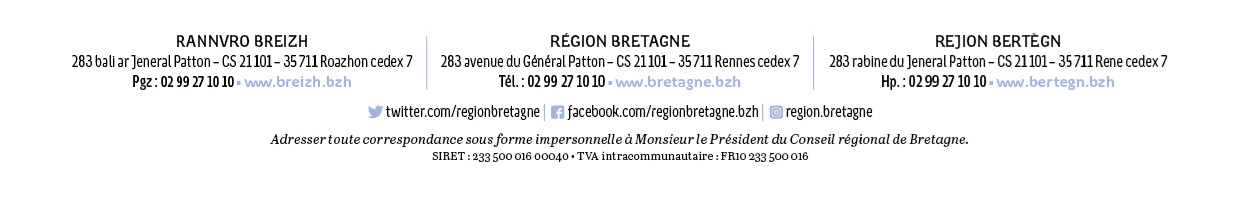 RANNVRO BREIZH
283 bali ar Jeneral Patton – CS 21 101 – 35 711 Roazhon cedex 7
Pgz : 02 99 27 10 10 ▪ www.breizh.bzh
RÉGION BRETAGNE
283 avenue du Général Patton – CS 21 101 – 35 711 Rennes cedex 7
Tél. : 02 99 27 10 10 ▪ www.bretagne.bzh
REJION BERTÈGN
283 rabine du Jeneral Patton – CS 21 101 – 35 711 Rene cedex 7
Hp. : 02 99 27 10 10 ▪ www.bertegn.bzh
twitter.com/regionbretagne | facebook.com/regionbretagne.bzh | region.bretagne
Adresser toute correspondance sous forme impersonnelle à Monsieur le Président du Conseil régional de Bretagne.
SIRET : 233 500 016 00040 • TVA intracommunautaire : FR10 233 500 016